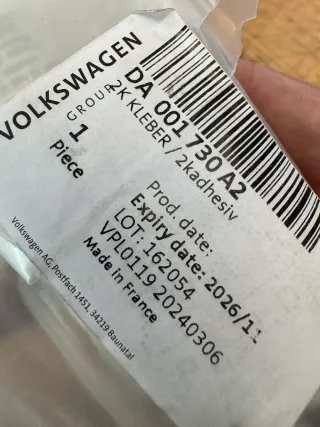 VOLKSWAGEN
GROUP
1
Piece
DA 001 730 A2
2K KLEBER / 2kadhesiv
Prod. date:
Expiry date: 2026/11
LOT: 162054
VPL0119 20240306
Made in France
Volkswagen AG, Postfach 1451, 34219 Baunatal